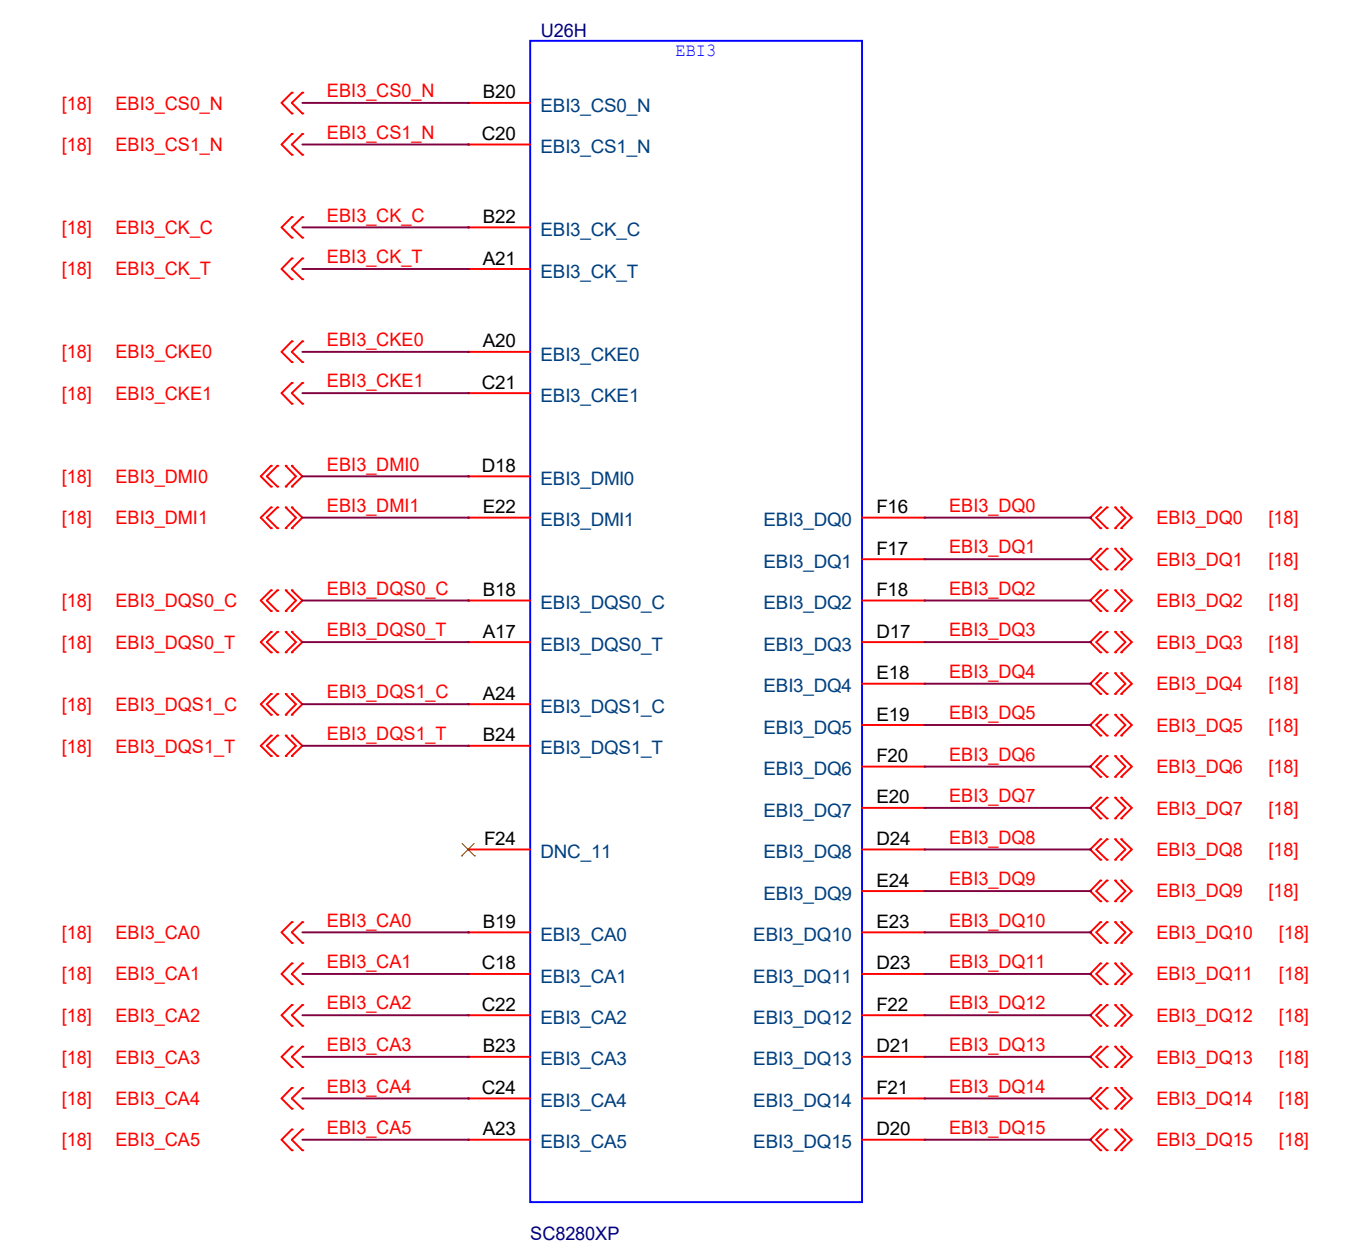 U26H
EBI3
[18] EBI3_CS0_N EBI3_CS0_N B20 EBI3_CS0_N
[18] EBI3_CS1_N EBI3_CS1_N C20 EBI3_CS1_N
[18] EBI3_CK_C EBI3_CK_C B22 EBI3_CK_C
[18] EBI3_CK_T EBI3_CK_T A21 EBI3_CK_T
[18] EBI3_CKE0 EBI3_CKE0 A20 EBI3_CKE0
[18] EBI3_CKE1 EBI3_CKE1 C21 EBI3_CKE1
[18] EBI3_DMI0 EBI3_DMI0 D18 EBI3_DMI0
[18] EBI3_DMI1 EBI3_DMI1 E22 EBI3_DMI1
[18] EBI3_DQS0_C EBI3_DQS0_C B18 EBI3_DQS0_C
[18] EBI3_DQS0_T EBI3_DQS0_T A17 EBI3_DQS0_T
[18] EBI3_DQS1_C EBI3_DQS1_C A24 EBI3_DQS1_C
[18] EBI3_DQS1_T EBI3_DQS1_T B24 EBI3_DQS1_T
F24 DNC_11
[18] EBI3_CA0 EBI3_CA0 B19 EBI3_CA0
[18] EBI3_CA1 EBI3_CA1 C18 EBI3_CA1
[18] EBI3_CA2 EBI3_CA2 C22 EBI3_CA2
[18] EBI3_CA3 EBI3_CA3 B23 EBI3_CA3
[18] EBI3_CA4 EBI3_CA4 C24 EBI3_CA4
[18] EBI3_CA5 EBI3_CA5 A23 EBI3_CA5
EBI3_DQ0 F16 EBI3_DQ0 EBI3_DQ0 [18]
EBI3_DQ1 F17 EBI3_DQ1 EBI3_DQ1 [18]
EBI3_DQ2 F18 EBI3_DQ2 EBI3_DQ2 [18]
EBI3_DQ3 D17 EBI3_DQ3 EBI3_DQ3 [18]
EBI3_DQ4 E18 EBI3_DQ4 EBI3_DQ4 [18]
EBI3_DQ5 E19 EBI3_DQ5 EBI3_DQ5 [18]
EBI3_DQ6 F20 EBI3_DQ6 EBI3_DQ6 [18]
EBI3_DQ7 E20 EBI3_DQ7 EBI3_DQ7 [18]
EBI3_DQ8 D24 EBI3_DQ8 EBI3_DQ8 [18]
EBI3_DQ9 E24 EBI3_DQ9 EBI3_DQ9 [18]
EBI3_DQ10 E23 EBI3_DQ10 EBI3_DQ10 [18]
EBI3_DQ11 D23 EBI3_DQ11 EBI3_DQ11 [18]
EBI3_DQ12 F22 EBI3_DQ12 EBI3_DQ12 [18]
EBI3_DQ13 D21 EBI3_DQ13 EBI3_DQ13 [18]
EBI3_DQ14 F21 EBI3_DQ14 EBI3_DQ14 [18]
EBI3_DQ15 D20 EBI3_DQ15 EBI3_DQ15 [18]
SC8280XP